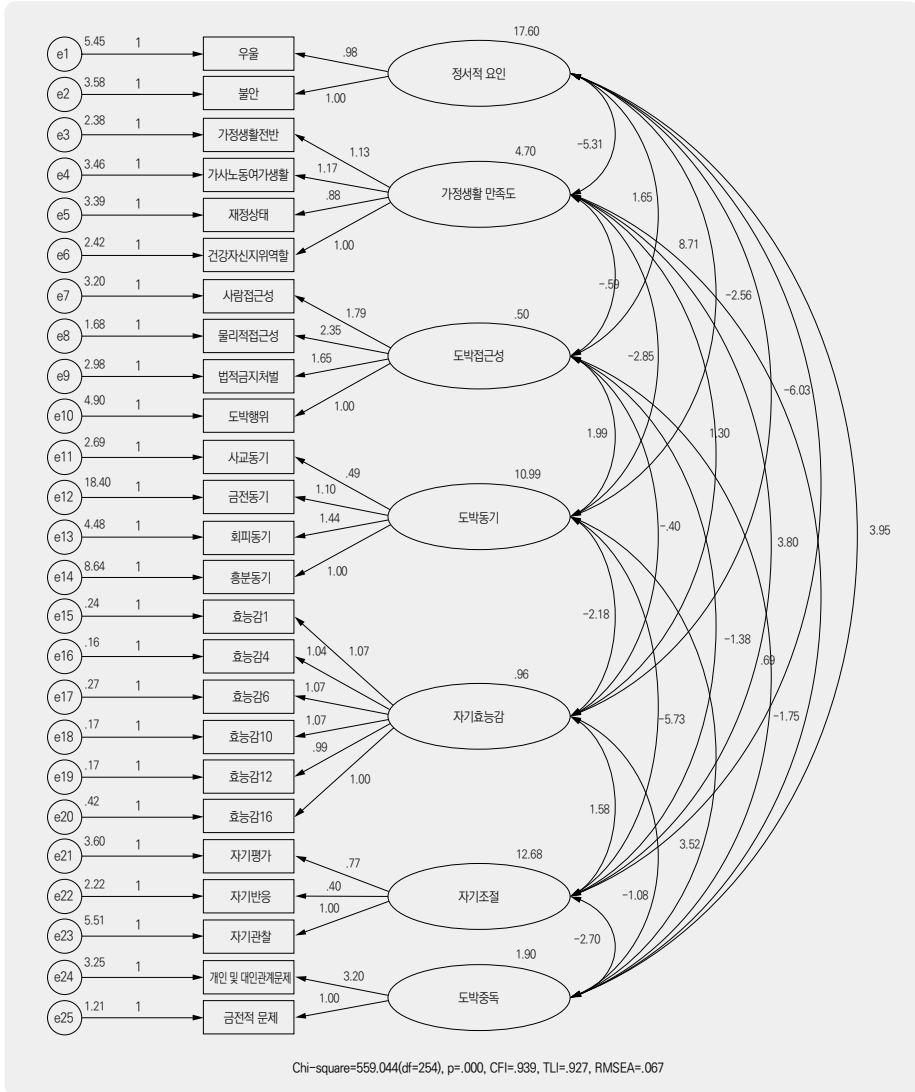 17.60
e1 5.45 1 우울 .98
정서적 요인
e2 3.58 1 불안 1.00
e3 2.38 1 가정생활전반 1.13
-5.31
4.70
e4 3.46 1 가사노동여가생활 1.17
가정생활 만족도
1.65
e5 3.39 1 재정상태 .88
e6 2.42 1 건강자신지위역할 1.00
8.71
e7 3.20 1 사람접근성 1.79
-.59
-2.56
.50
e8 1.68 1 물리적접근성 2.35
도박접근성
-2.85
e9 2.98 1 법적금지처벌 1.65
-6.03
e10 4.90 1 도박행위 1.00
1.99
1.30
e11 2.69 1 사교동기 .49
10.99
e12 18.40 1 금전동기 1.10
도박동기
-.40
3.95
e13 4.48 1 회피동기 1.44
3.80
e14 8.64 1 흥분동기 1.00
e15 .24 1 효능감1 1.07
-2.18
-1.38
e16 .16 1 효능감4 1.04
.69
.96
e17 .27 1 효능감6 1.07
자기효능감
-5.73
-1.75
e18 .17 1 효능감10 1.07
e19 .17 1 효능감12 .99
e20 .42 1 효능감16 1.00
1.58
3.52
e21 3.60 1 자기평가 .77
12.68
e22 2.22 1 자기반응 .40
자기조절
-1.08
e23 5.51 1 자기관찰 1.00
-2.70
1.90
e24 3.25 1 개인 및 대인관계문제 3.20
도박중독
e25 1.21 1 금전적 문제 1.00
Chi-square=559.044(df=254), p=.000, CFI=.939, TLI=.927, RMSEA=.067